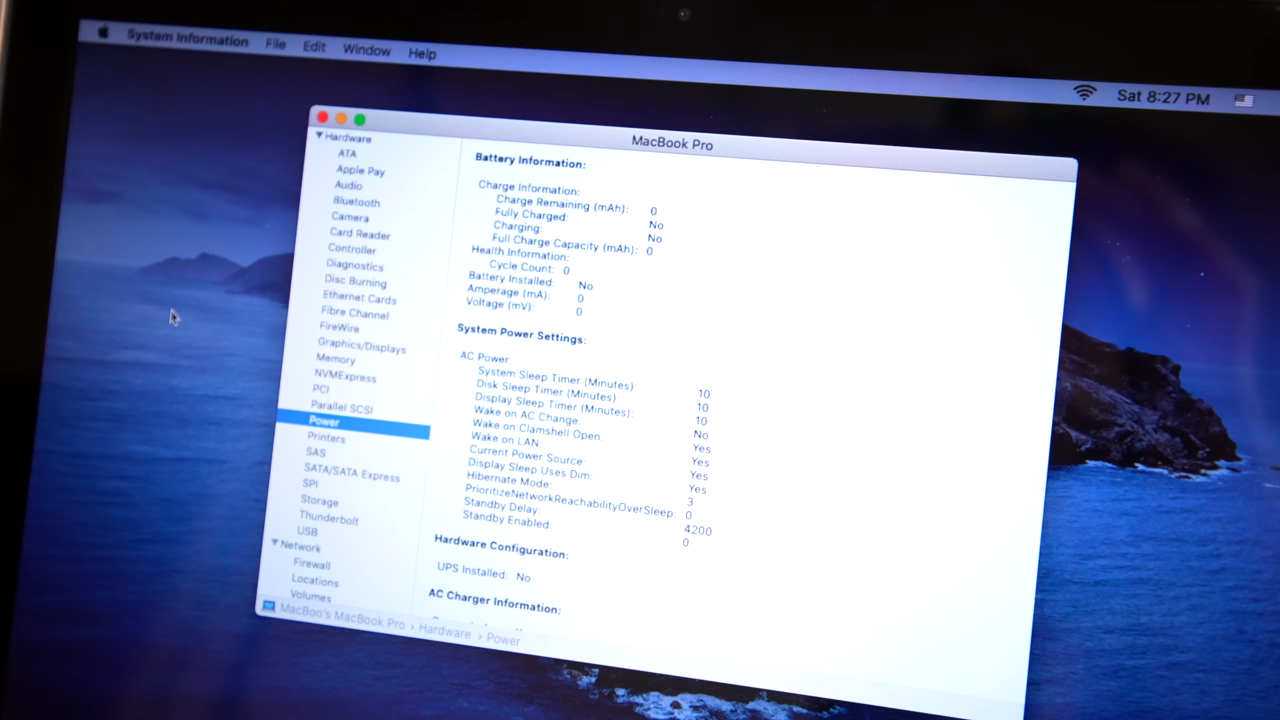 System Information File Edit Window Help
Sat 8:27 PM
MacBook Pro
Hardware
ATA
Apple Pay
Audio
Bluetooth
Camera
Card Reader
Controller
Diagnostics
Disc Burning
Ethernet Cards
Fibre Channel
FireWire
Graphics/Displays
Memory
NVMExpress
PCI
Parallel SCSI
Power
Printers
SAS
SATA/SATA Express
SPI
Storage
Thunderbolt
USB
Network
Firewall
Locations
Volumes
Battery Information:
Charge Information:
Charge Remaining (mAh): 0
Fully Charged: No
Charging: No
Full Charge Capacity (mAh): 0
Health Information:
Cycle Count: 0
Battery Installed: No
Amperage (mA): 0
Voltage (mV): 0
System Power Settings:
AC Power:
System Sleep Timer (Minutes): 10
Disk Sleep Timer (Minutes): 10
Display Sleep Timer (Minutes): 10
Wake on AC Change: No
Wake on Clamshell Open: Yes
Wake on LAN Yes
Current Power Source: Yes
Display Sleep Uses Dim: Yes
Hibernate Mode: 3
PrioritizeNetworkReachabilityOverSleep: 0
Standby Delay: 4200
Standby Enabled: 0
Hardware Configuration:
UPS Installed: No
AC Charger Information:
MacBoo's MacBook Pro › Hardware › Power